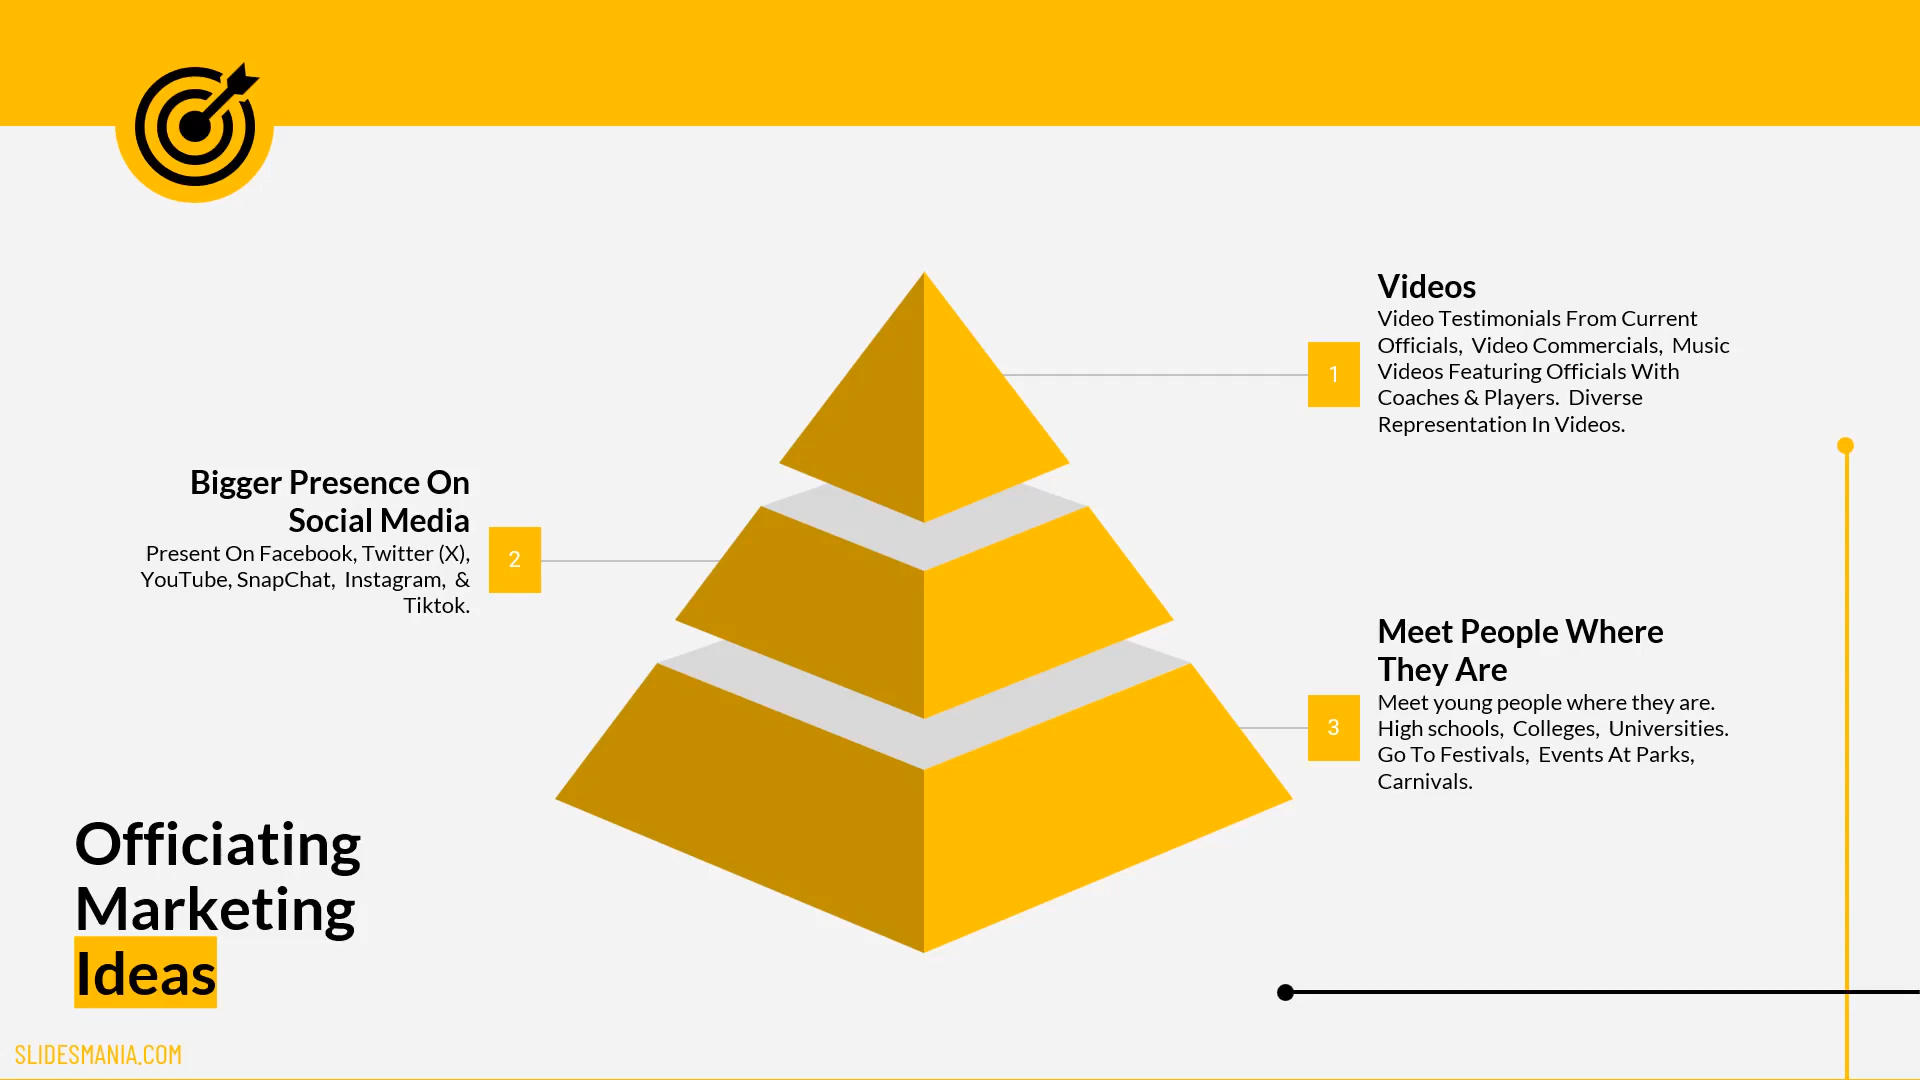 Videos
Video Testimonials From Current
Officials,  Video Commercials,  Music
Videos Featuring Officials With
Coaches & Players.  Diverse
Representation In Videos.
1
Bigger Presence On
Social Media
Present On Facebook, Twitter (X),
YouTube, SnapChat,  Instagram,  &
Tiktok.
2
Meet People Where
They Are
Meet young people where they are.
High schools,  Colleges,  Universities.
Go To Festivals,  Events At Parks,
Carnivals.
3
Officiating
Marketing
Ideas
SLIDESMANIA.COM